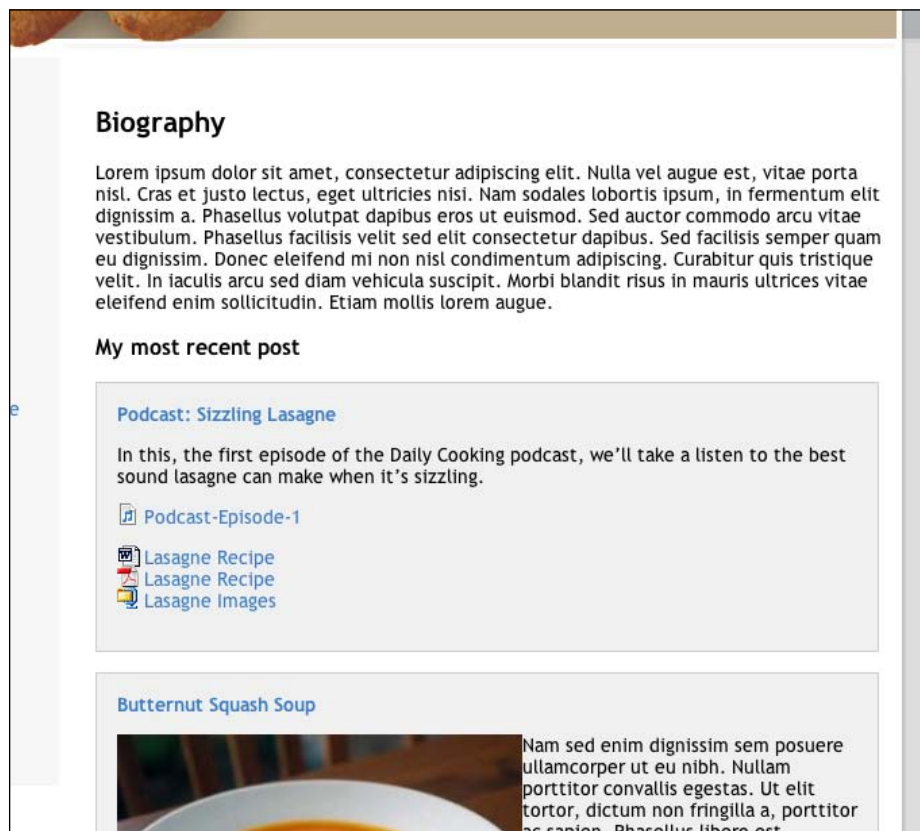 Biography
Lorem ipsum dolor sit amet, consectetur adipiscing elit. Nulla vel augue est, vitae porta
nisl. Cras et justo lectus, eget ultricies nisi. Nam sodales lobortis ipsum, in fermentum elit
dignissim a. Phasellus volutpat dapibus eros ut euismod. Sed auctor commodo arcu vitae
vestibulum. Phasellus facilisis velit sed elit consectetur dapibus. Sed facilisis semper quam
eu dignissim. Donec eleifend mi non nisl condimentum adipiscing. Curabitur quis tristique
velit. In iaculis arcu sed diam vehicula suscipit. Morbi blandit risus in mauris ultrices vitae
eleifend enim sollicitudin. Etiam mollis lorem augue.
My most recent post
e
Podcast: Sizzling Lasagne
In this, the first episode of the Daily Cooking podcast, we’ll take a listen to the best
sound lasagne can make when it’s sizzling.
Podcast-Episode-1
Lasagne Recipe
Lasagne Recipe
Lasagne Images
Butternut Squash Soup
Nam sed enim dignissim sem posuere
ullamcorper ut eu nibh. Nullam
porttitor convallis egestas. Ut elit
tortor, dictum non fringilla a, porttitor
ac sapien. Phasellus libero est